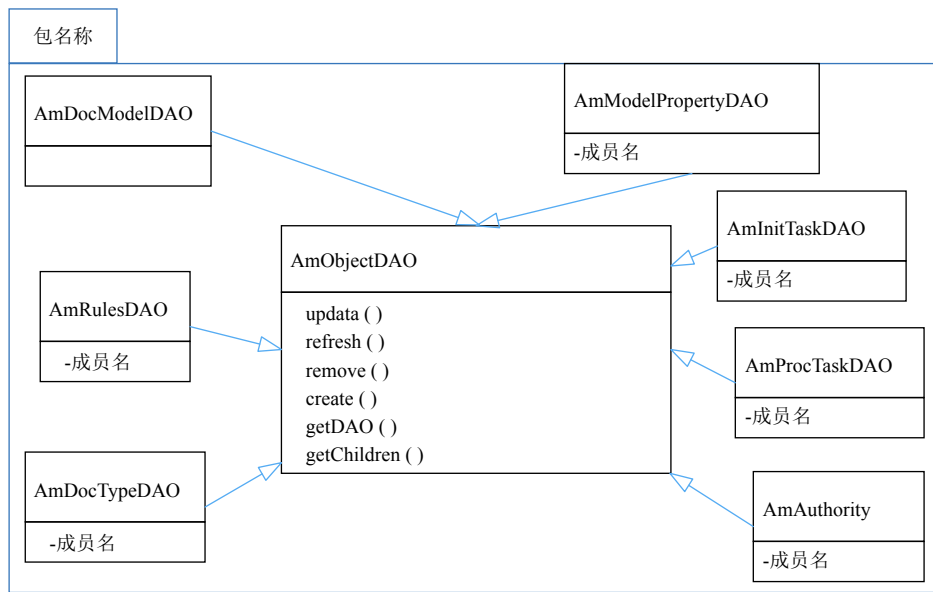 包名称
AmDocModelDAO
AmModelPropertyDAO
-成员名
AmInitTaskDAO
-成员名
AmObjectDAO
updata ( )
refresh ( )
remove ( )
create ( )
getDAO ( )
getChildren ( )
AmRulesDAO
-成员名
AmProcTaskDAO
-成员名
AmDocTypeDAO
-成员名
AmAuthority
-成员名